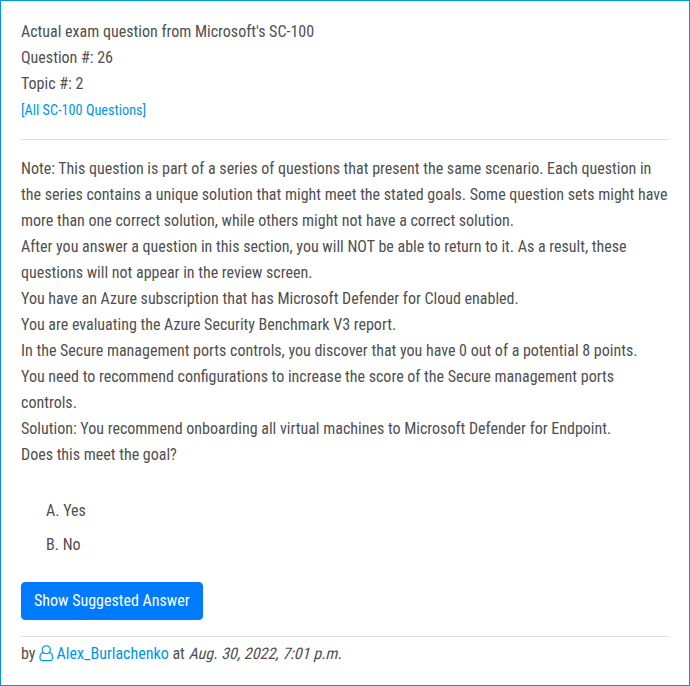 Actual exam question from Microsoft's SC-100
Question #: 26
Topic #: 2
[All SC-100 Questions]
Note: This question is part of a series of questions that present the same scenario. Each question in
the series contains a unique solution that might meet the stated goals. Some question sets might have
more than one correct solution, while others might not have a correct solution.
After you answer a question in this section, you will NOT be able to return to it. As a result, these
questions will not appear in the review screen.
You have an Azure subscription that has Microsoft Defender for Cloud enabled.
You are evaluating the Azure Security Benchmark V3 report.
In the Secure management ports controls, you discover that you have 0 out of a potential 8 points.
You need to recommend configurations to increase the score of the Secure management ports
controls.
Solution: You recommend onboarding all virtual machines to Microsoft Defender for Endpoint.
Does this meet the goal?
A. Yes
B. No
Show Suggested Answer
by Alex_Burlachenko at Aug. 30, 2022, 7:01 p.m.